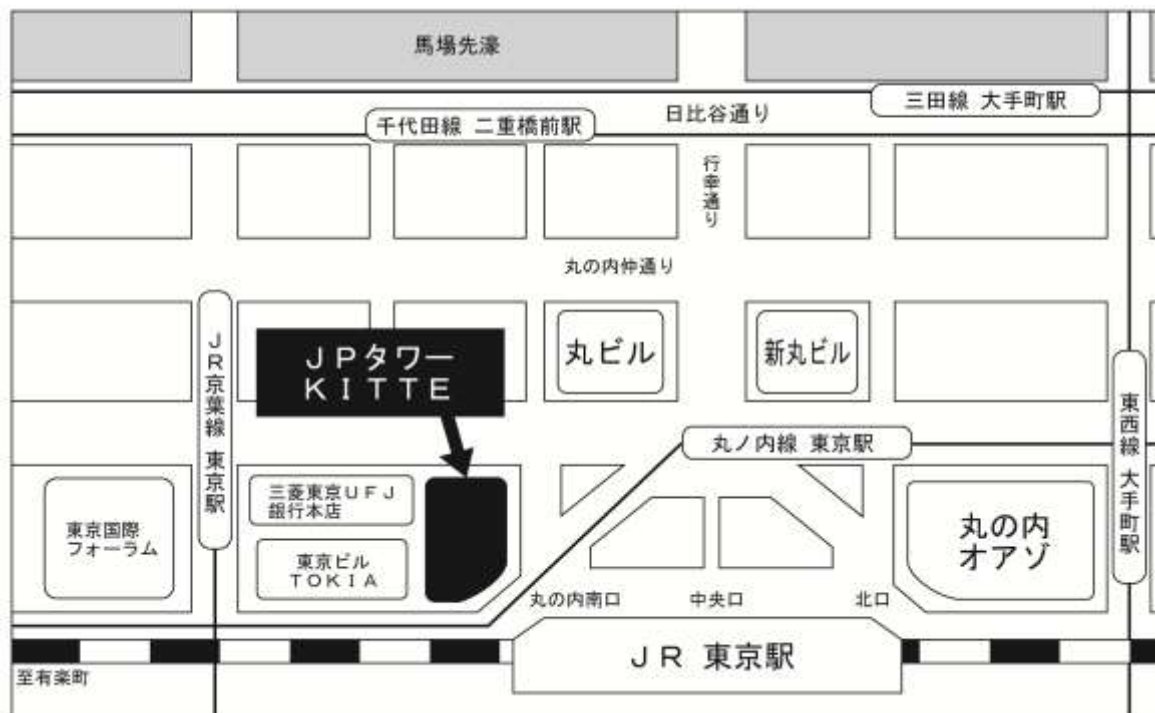 馬場先濠
三田線 大手町駅
日比谷通り
千代田線 二重橋前駅
行幸通り
丸の内仲通り
JPタワー
KITTE
丸ビル
新丸ビル
JR京葉線 東京駅
東西線 大手町駅
丸ノ内線 東京駅
三菱東京UFJ
銀行本店
東京国際
フォーラム
東京ビル
TOKIA
丸の内
オアゾ
丸の内南口
中央口
北口
JR 東京駅
至有楽町